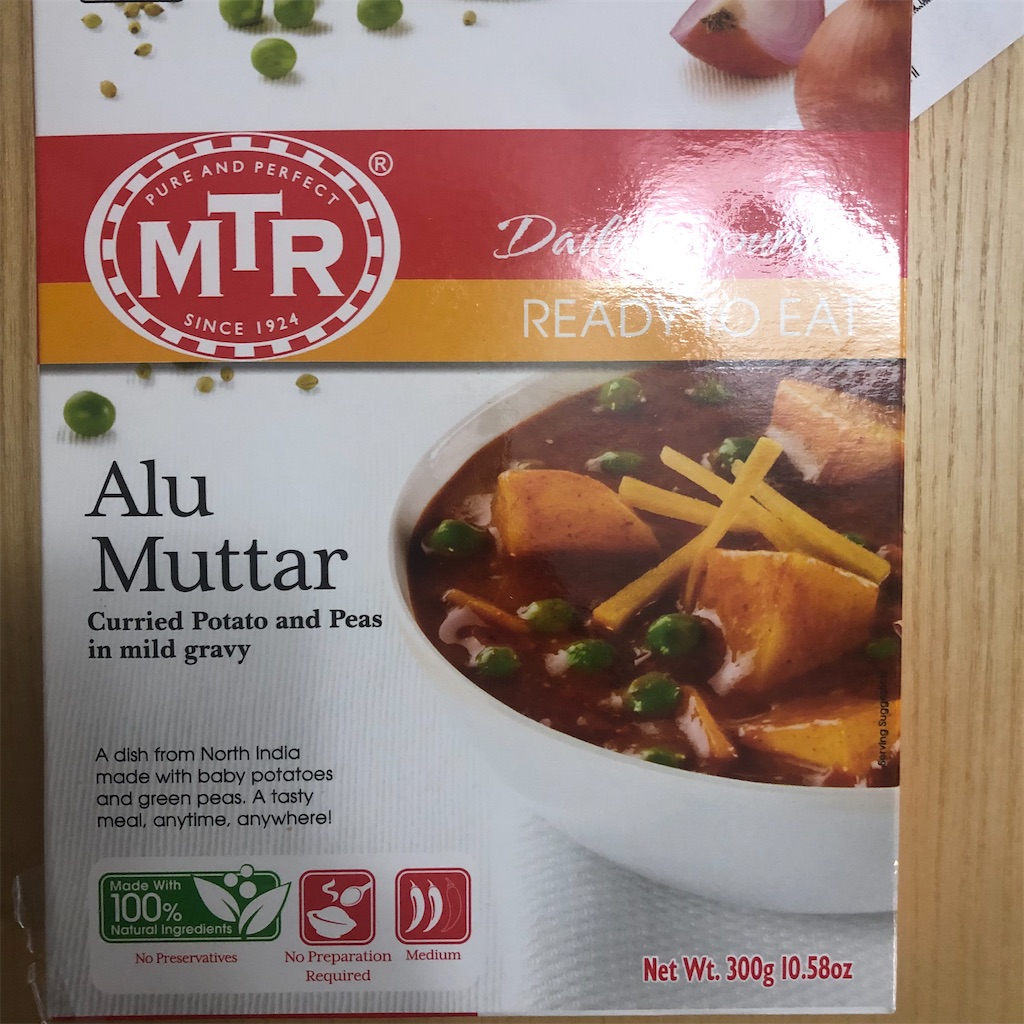 PURE AND PERFECT
®
MTR
SINCE 1924
READY TO EAT
Alu
Muttar
Curried Potato and Peas
in mild gravy
A dish from North India
made with baby potatoes
and green peas. A tasty
meal, anytime, anywhere!
Made With
100%
Natural Ingredients
No Preservatives
No Preparation
Required
Medium
Serving Suggestion
Net Wt. 300g 10.58oz